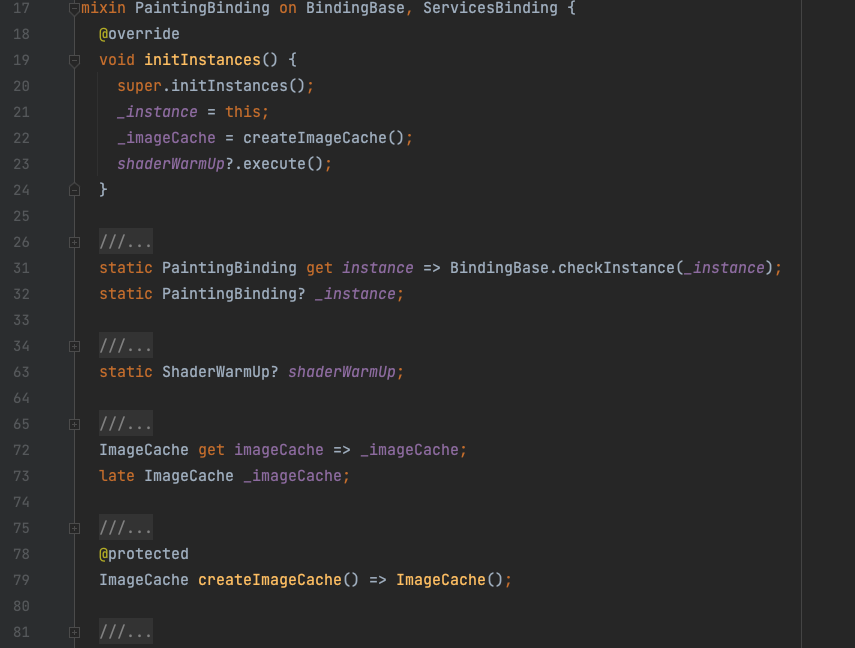 17 mixin PaintingBinding on BindingBase, ServicesBinding {
18 @override
19 void initInstances() {
20 super.initInstances();
21 _instance = this;
22 _imageCache = createImageCache();
23 shaderWarmUp?.execute();
24 }
25
26 ///...
31 static PaintingBinding get instance => BindingBase.checkInstance(_instance);
32 static PaintingBinding? _instance;
33
34 ///...
63 static ShaderWarmUp? shaderWarmUp;
64
65 ///...
72 ImageCache get imageCache => _imageCache;
73 late ImageCache _imageCache;
74
75 ///...
78 @protected
79 ImageCache createImageCache() => ImageCache();
80
81 ///...